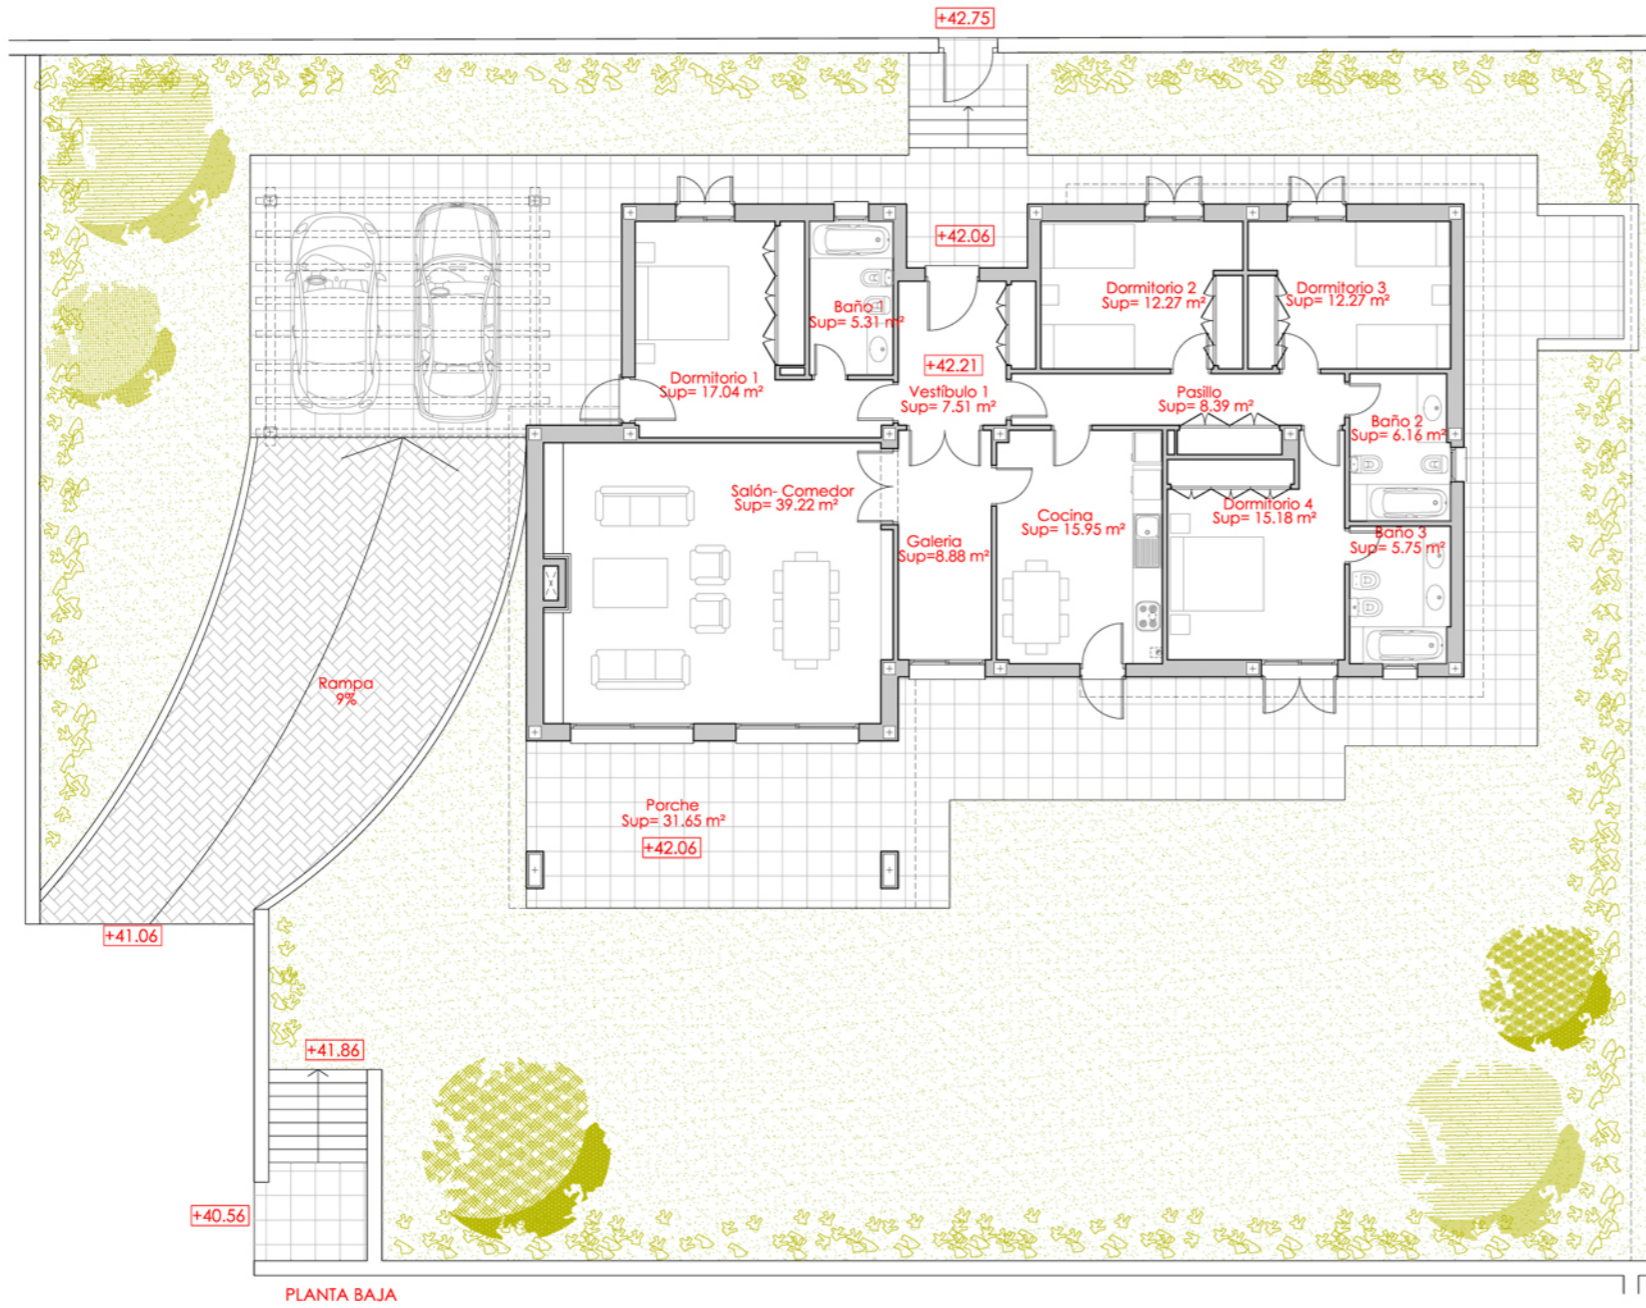 +42.75
+42.06
Dormitorio 2
Sup= 12.27 m²
Dormitorio 3
Sup= 12.27 m²
Baño 1
Sup= 5.31 m²
+42.21
Dormitorio 1
Sup= 17.04 m²
Vestíbulo 1
Sup= 7.51 m²
Pasillo
Sup= 8.39 m²
Baño 2
Sup= 6.16 m²
Salón- Comedor
Sup= 39.22 m²
Dormitorio 4
Sup= 15.18 m²
Cocina
Sup= 15.95 m²
Galeria
Sup=8.88 m²
Baño 3
Sup= 5.75 m²
Rampa
9%
Porche
Sup= 31.65 m²
+42.06
+41.06
+41.86
+40.56
PLANTA BAJA